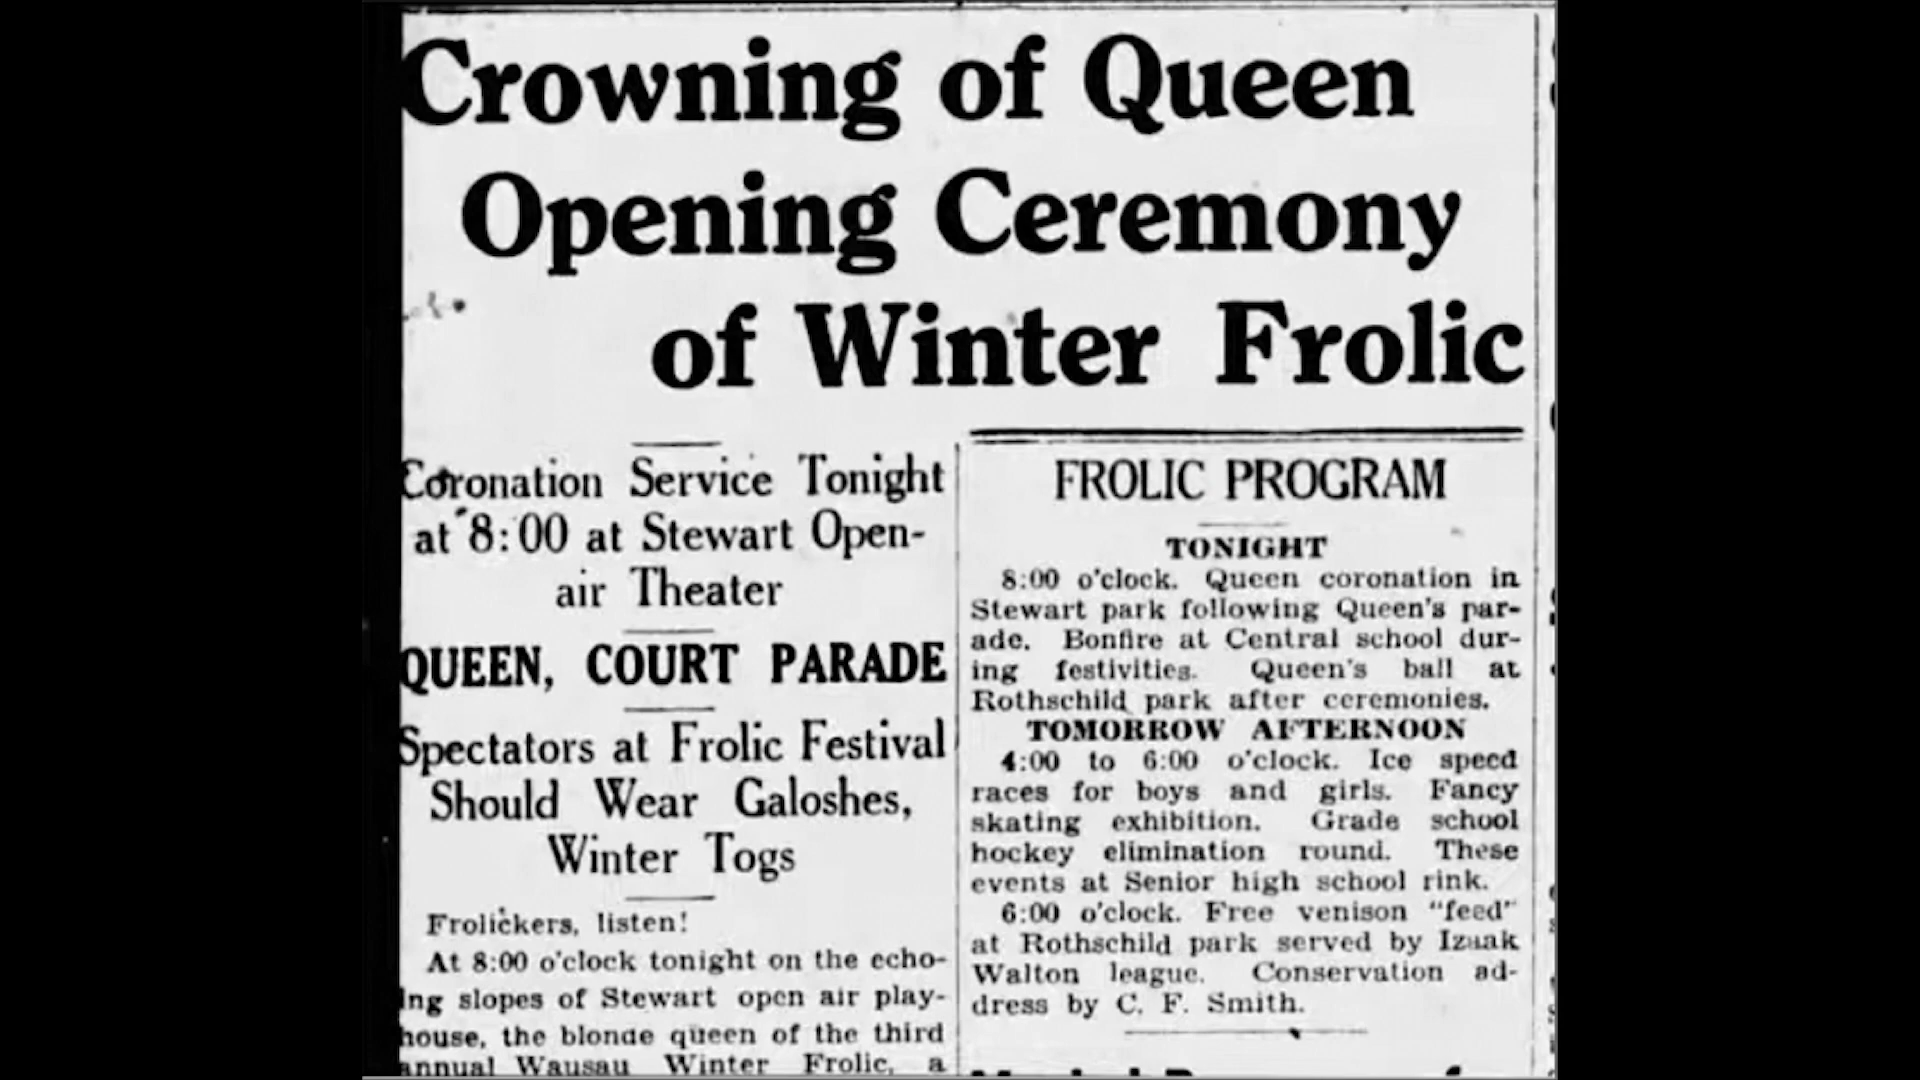 Crowning of Queen
Opening Ceremony
of Winter Frolic
Coronation Service Tonight
at 8:00 at Stewart Open-
air Theater
QUEEN, COURT PARADE
Spectators at Frolic Festival
Should Wear Galoshes,
Winter Togs
Frolickers, listen!
At 8:00 o'clock tonight on the echo-
ing slopes of Stewart open air play-
house, the blonde queen of the third
annual Wausau Winter Frolic, a
FROLIC PROGRAM
TONIGHT
8:00 o'clock. Queen coronation in
Stewart park following Queen's par-
ade. Bonfire at Central school dur-
ing festivities. Queen's ball at
Rothschild park after ceremonies.
TOMORROW AFTERNOON
4:00 to 6:00 o'clock. Ice speed
races for boys and girls. Fancy
skating exhibition. Grade school
hockey elimination round. These
events at Senior high school rink.
6:00 o'clock. Free venison "feed"
at Rothschild park served by Izaak
Walton league. Conservation ad-
dress by C. F. Smith.